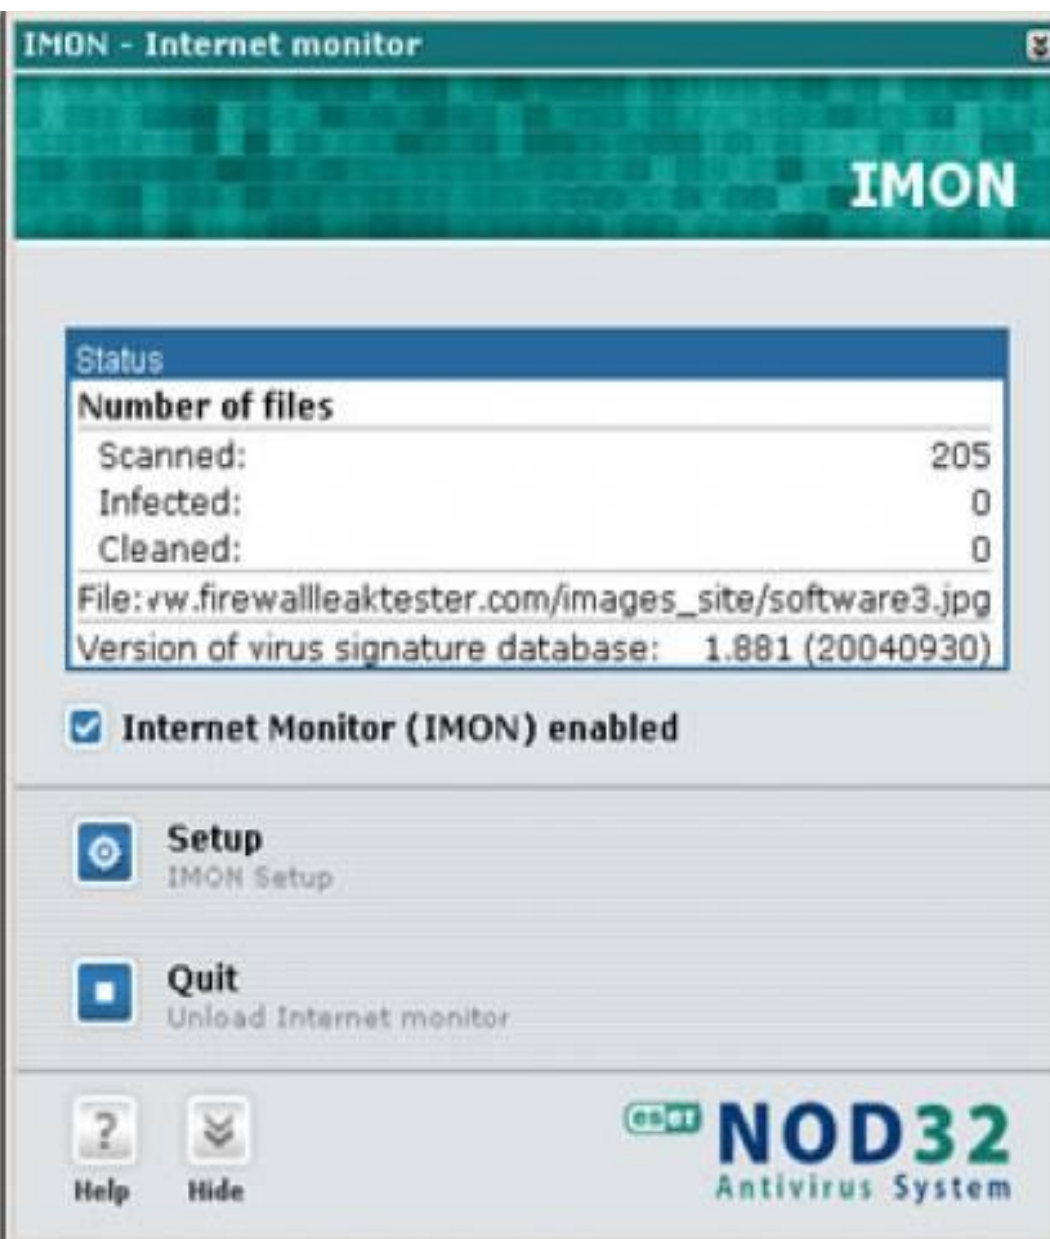 IMON - Internet monitor
IMON
Status
Number of files
Scanned: 205
Infected: 0
Cleaned: 0
File: vw.firewallleaktester.com/images_site/software3.jpg
Version of virus signature database: 1.881 (20040930)
Internet Monitor (IMON) enabled
Setup
IMON Setup
Quit
Unload Internet monitor
? 
Help Hide
eset NOD32
Antivirus System